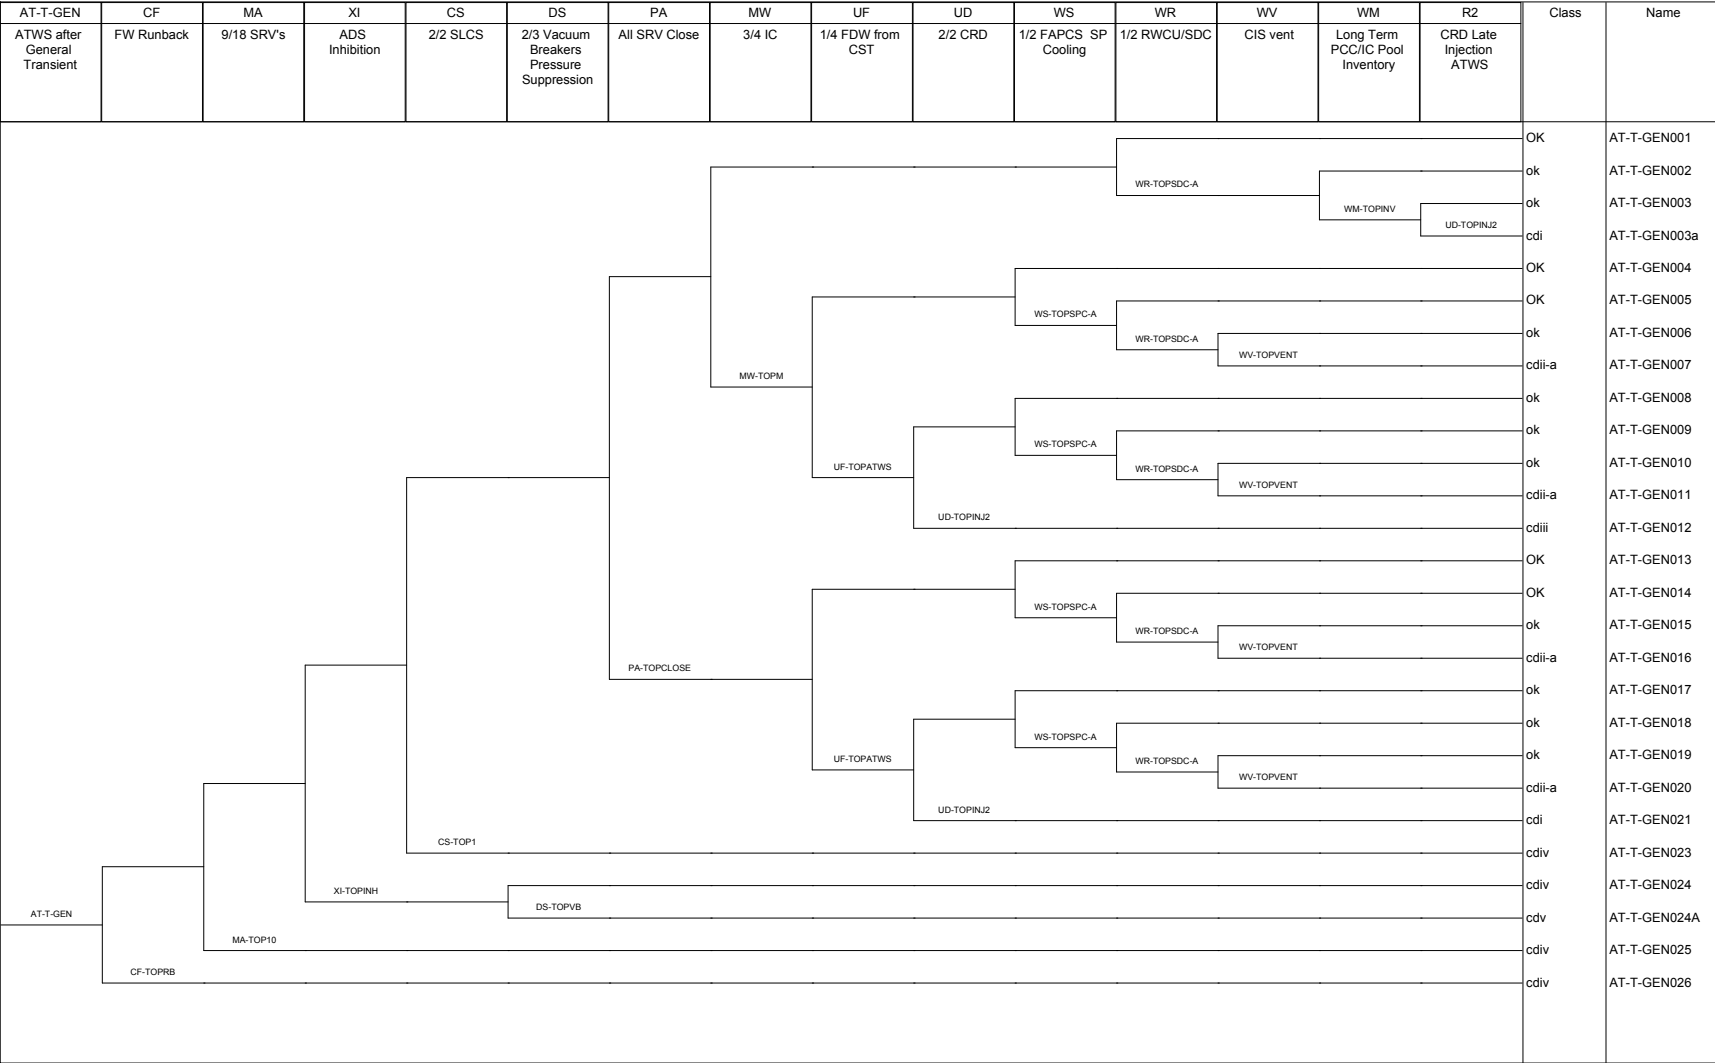 AT-T-GEN CF MA XI CS DS PA MW UF UD WS WR WV WM R2 Class Name
ATWS after General Transient
FW Runback
9/18 SRV's
ADS Inhibition
2/2 SLCS
2/3 Vacuum Breakers Pressure Suppression
All SRV Close
3/4 IC
1/4 FDW from CST
2/2 CRD
1/2 FAPCS SP Cooling
1/2 RWCU/SDC
CIS vent
Long Term PCC/IC Pool Inventory
CRD Late Injection ATWS
OK AT-T-GEN001
ok AT-T-GEN002
WR-TOPSDC-A
ok AT-T-GEN003
WM-TOPINV
UD-TOPINJ2
cdi AT-T-GEN003a
OK AT-T-GEN004
OK AT-T-GEN005
WS-TOPSPC-A
ok AT-T-GEN006
WR-TOPSDC-A
WV-TOPVENT
cdii-a AT-T-GEN007
MW-TOPM
ok AT-T-GEN008
ok AT-T-GEN009
WS-TOPSPC-A
ok AT-T-GEN010
UF-TOPATWS WR-TOPSDC-A
WV-TOPVENT
cdii-a AT-T-GEN011
UD-TOPINJ2
cdiii AT-T-GEN012
OK AT-T-GEN013
OK AT-T-GEN014
WS-TOPSPC-A
ok AT-T-GEN015
WR-TOPSDC-A
WV-TOPVENT
cdii-a AT-T-GEN016
PA-TOPCLOSE
ok AT-T-GEN017
ok AT-T-GEN018
WS-TOPSPC-A
ok AT-T-GEN019
UF-TOPATWS WR-TOPSDC-A
WV-TOPVENT
cdii-a AT-T-GEN020
UD-TOPINJ2
cdi AT-T-GEN021
CS-TOP1
cdiv AT-T-GEN023
cdiv AT-T-GEN024
XI-TOPINH
DS-TOPVB
AT-T-GEN
cdv AT-T-GEN024A
MA-TOP10
cdiv AT-T-GEN025
CF-TOPRB
cdiv AT-T-GEN026